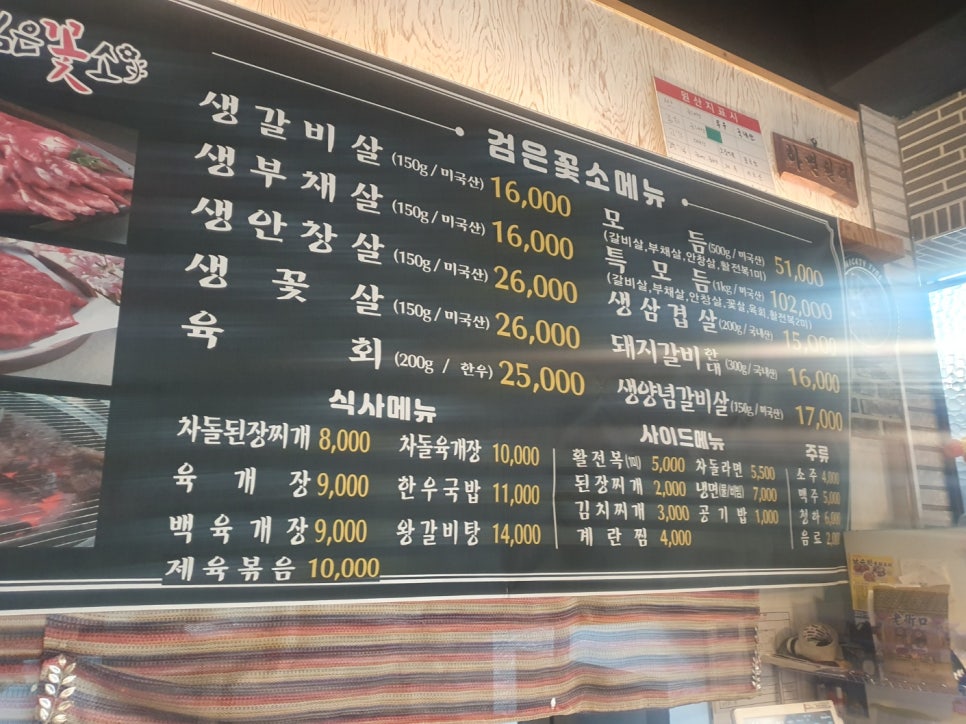 검은꽃소
검은꽃소메뉴
생갈비살 (150g / 미국산) 16,000
생부채살 (150g / 미국산) 16,000
생안창살 (150g / 미국산) 26,000
생꽃살 (150g / 미국산) 26,000
육회 (200g / 한우) 25,000
모듬 (500g / 미국산) 51,000
(갈비살,부채살,안창살,활전복1미)
특모듬 (1kg / 미국산) 102,000
(갈비살,부채살,안창살,꽃살,육회,활전복2미)
생삼겹살 (200g / 국내산) 15,000
돼지갈비 한대 (300g / 국내산) 16,000
생양념갈비살 (150g / 미국산) 17,000
식사메뉴
차돌된장찌개 8,000
육개장 9,000
백육개장 9,000
제육볶음 10,000
차돌육개장 10,000
한우국밥 11,000
왕갈비탕 14,000
사이드메뉴
활전복(1미) 5,000
된장찌개 2,000
김치찌개 3,000
계란찜 4,000
차돌라면 5,500
냉면(물/비빔) 7,000
공기밥 1,000
주류
소주 4,000
맥주 5,000
청하 6,000
음료 2,000
원산지표시